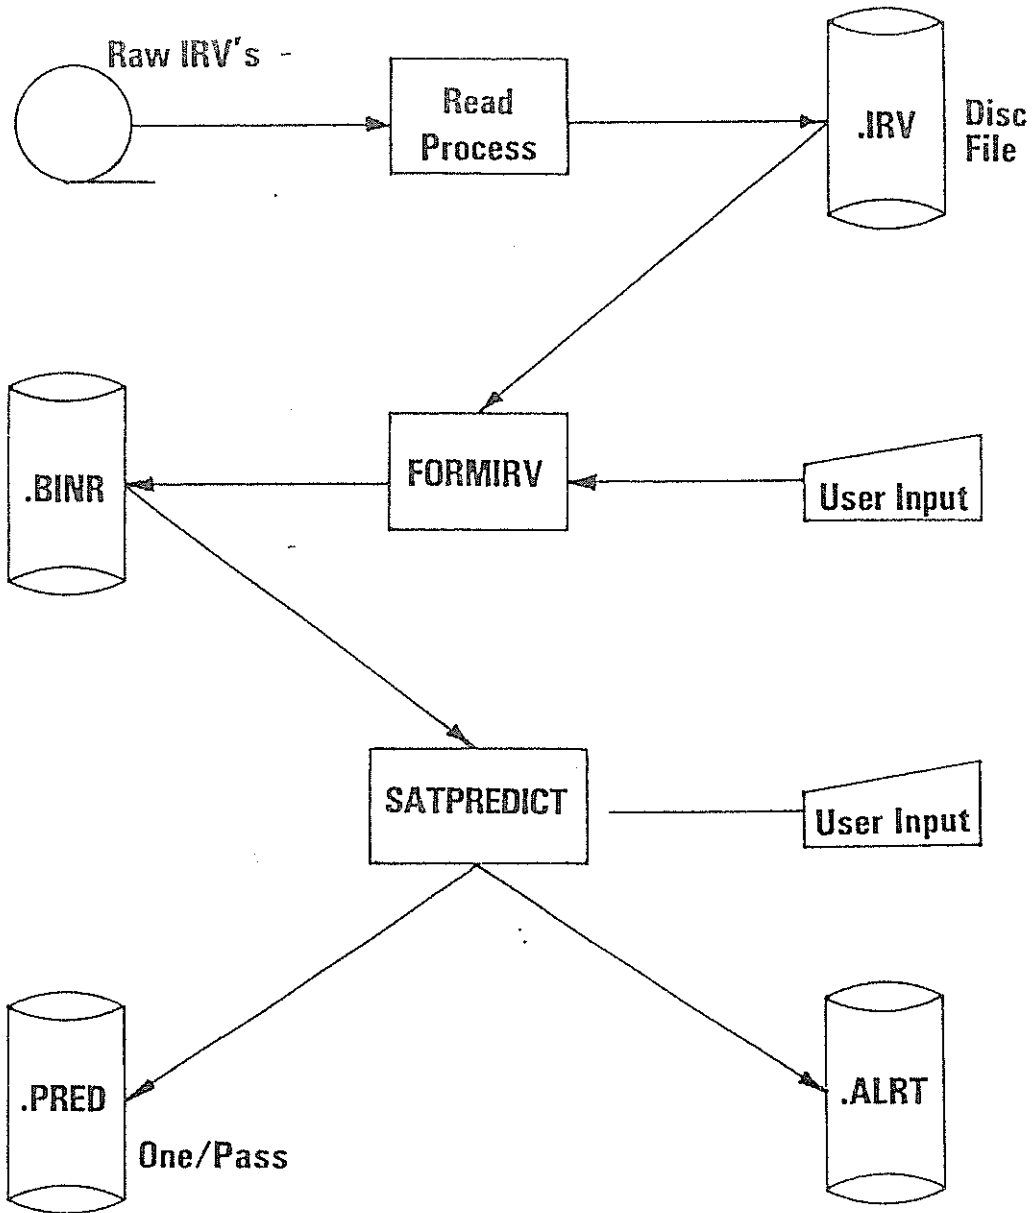 Raw IRV's
Read
Process
.IRV
Disc
File
.BINR
FORMIRV
User Input
SATPREDICT
User Input
.PRED
One/Pass
.ALRT